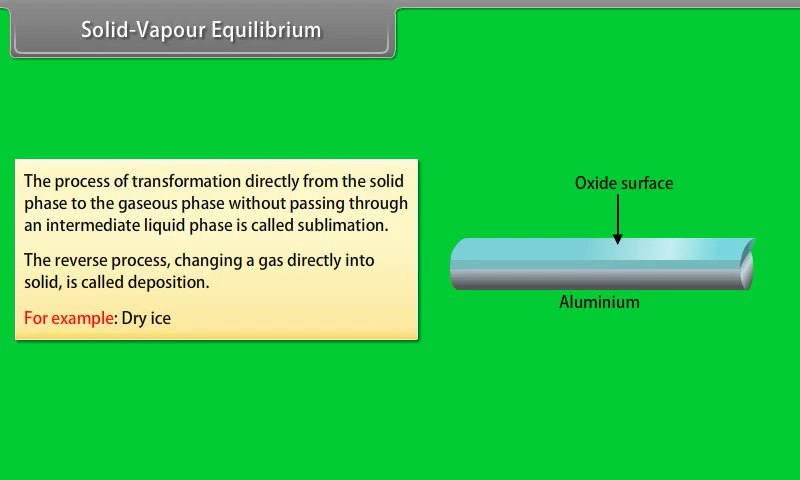 Solid-Vapour Equilibrium
The process of transformation directly from the solid
phase to the gaseous phase without passing through
an intermediate liquid phase is called sublimation.
The reverse process, changing a gas directly into
solid, is called deposition.
For example: Dry ice
Oxide surface
Aluminium